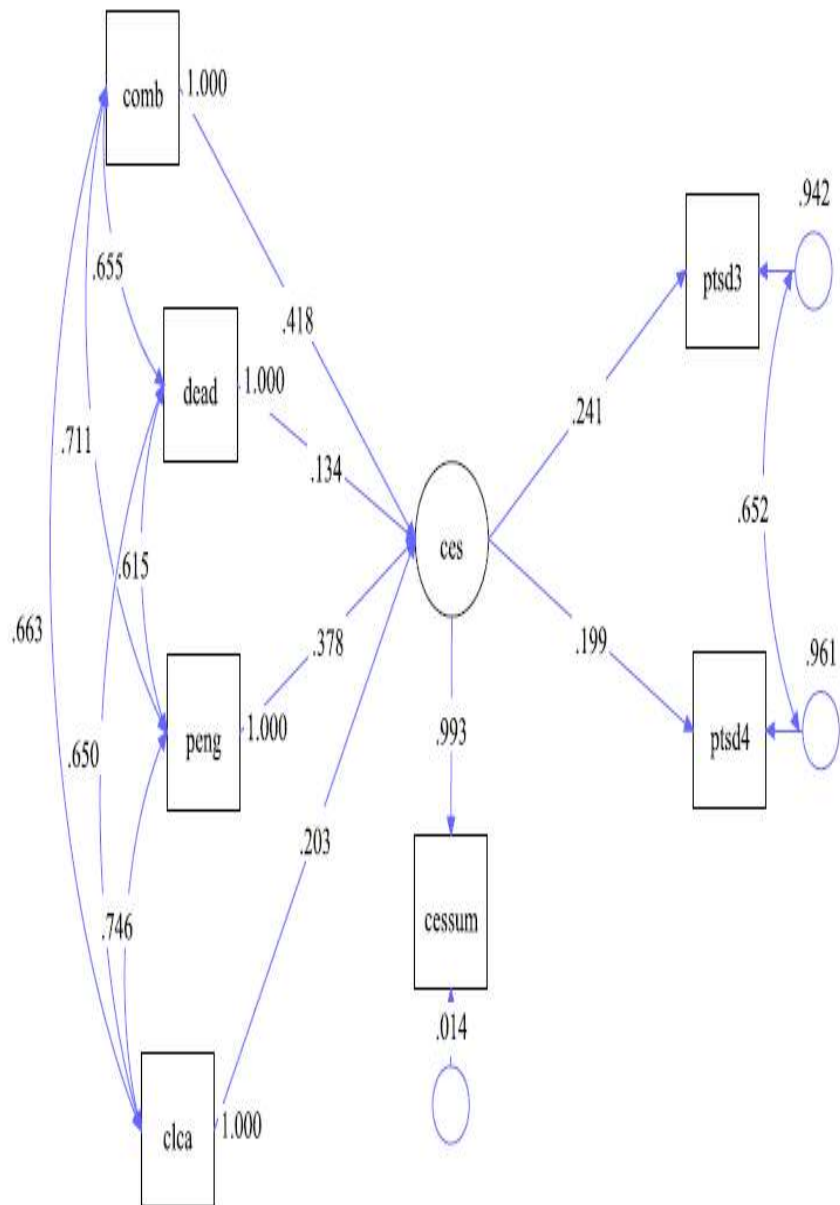 comb
1.000
.942
ptsd3
.655
.418
dead
1.000
.711
.241
.134
.652
ces
.615
.663
.378
.199
.961
peng
1.000
ptsd4
.650
.993
.203
.746
cessum
.014
clca
1.000